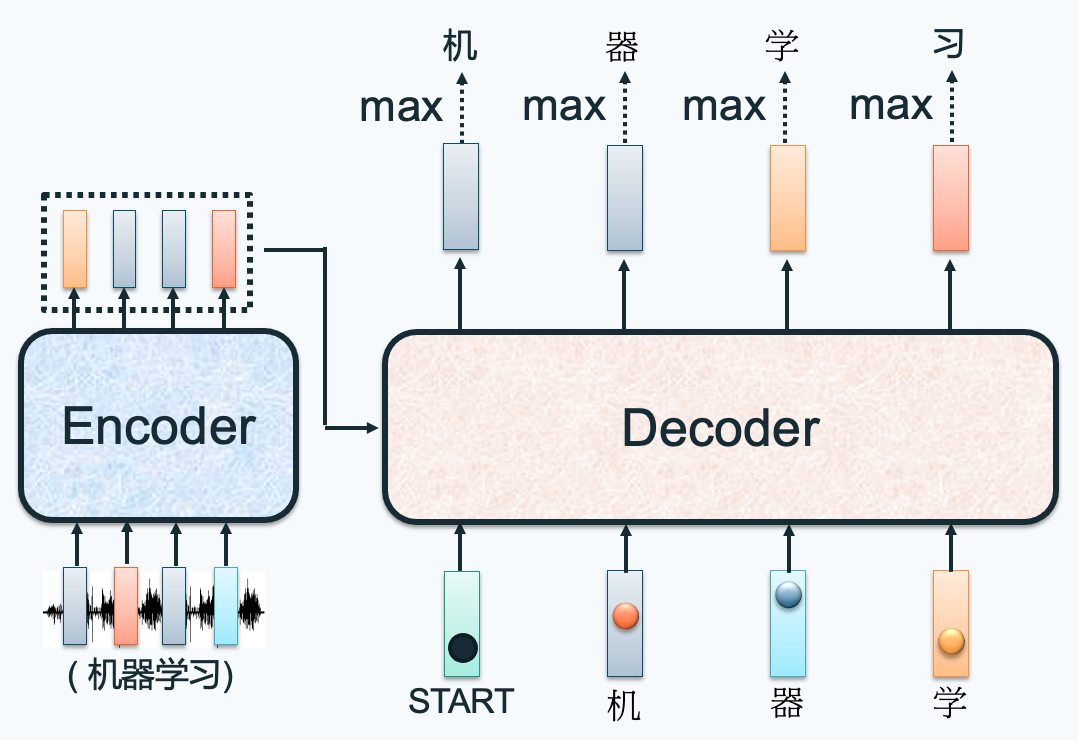 机 器 学 习
max max max max
Encoder
Decoder
(机器学习)
START 机 器 学